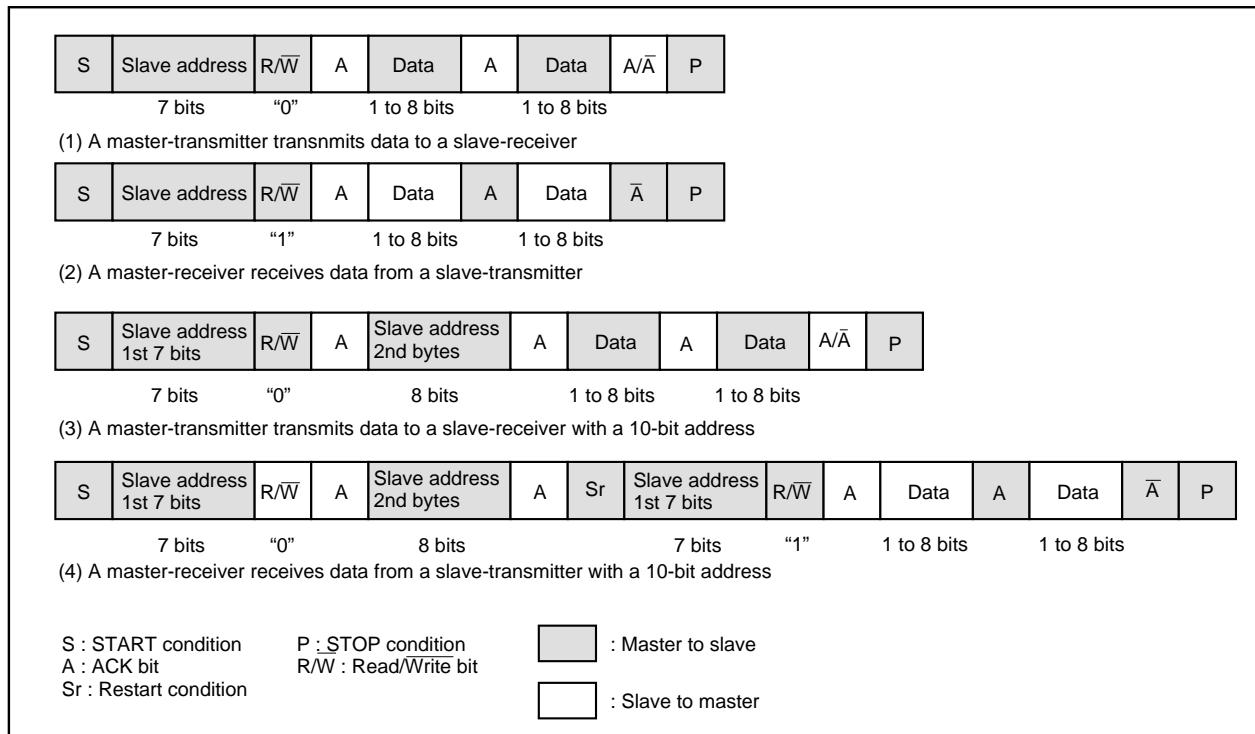 S Slave address R/W̅ A Data A Data A/A̅ P
7 bits “0” 1 to 8 bits 1 to 8 bits
(1) A master-transmitter transnmits data to a slave-receiver
S Slave address R/W̅ A Data A Data A̅ P
7 bits “1” 1 to 8 bits 1 to 8 bits
(2) A master-receiver receives data from a slave-transmitter
S Slave address 1st 7 bits R/W̅ A Slave address 2nd bytes A Data A Data A/A̅ P
7 bits “0” 8 bits 1 to 8 bits 1 to 8 bits
(3) A master-transmitter transmits data to a slave-receiver with a 10-bit address
S Slave address 1st 7 bits R/W̅ A Slave address 2nd bytes A Sr Slave address 1st 7 bits R/W̅ A Data A Data A̅ P
7 bits “0” 8 bits 7 bits “1” 1 to 8 bits 1 to 8 bits
(4) A master-receiver receives data from a slave-transmitter with a 10-bit address
S : START condition
A : ACK bit
Sr : Restart condition
P : STOP condition
R/W̅ : Read/W̅r̅i̅t̅e̅ bit
: Master to slave
: Slave to master